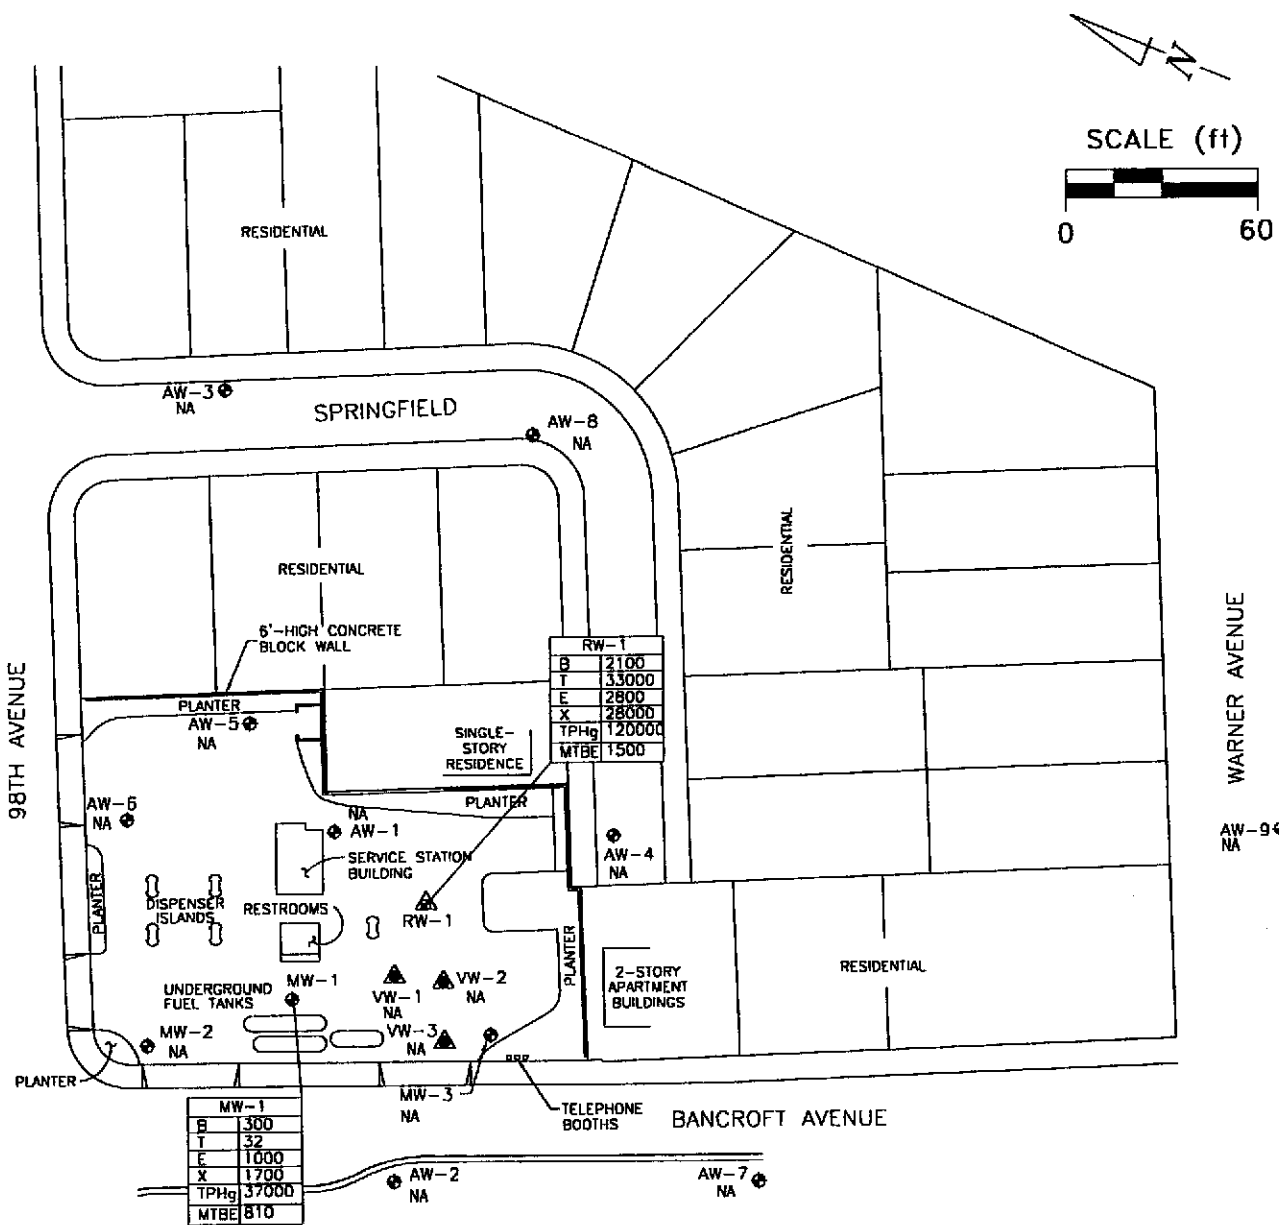 N
SCALE (ft)
0 60
RESIDENTIAL
AW-3
NA
SPRINGFIELD
AW-8
NA
RESIDENTIAL
RESIDENTIAL
6'-HIGH CONCRETE
BLOCK WALL
98TH AVENUE
WARNER AVENUE
PLANTER
AW-5
NA
RW-1
B 2100
T 33000
E 2800
X 28000
TPHg 120000
MTBE 1500
SINGLE-
STORY
RESIDENCE
PLANTER
AW-6
NA
NA
AW-1
AW-4
NA
AW-9
NA
SERVICE STATION
BUILDING
PLANTER
DISPENSER
ISLANDS
RESTROOMS
RW-1
PLANTER
2-STORY
APARTMENT
BUILDINGS
RESIDENTIAL
UNDERGROUND
FUEL TANKS
MW-1
VW-1
NA
VW-2
NA
VW-3
NA
MW-2
NA
PLANTER
MW-3
NA
TELEPHONE
BOOTHS
BANCROFT AVENUE
MW-1
B 300
T 32
E 1000
X 1700
TPHg 37000
MTBE 810
AW-2
NA
AW-7
NA